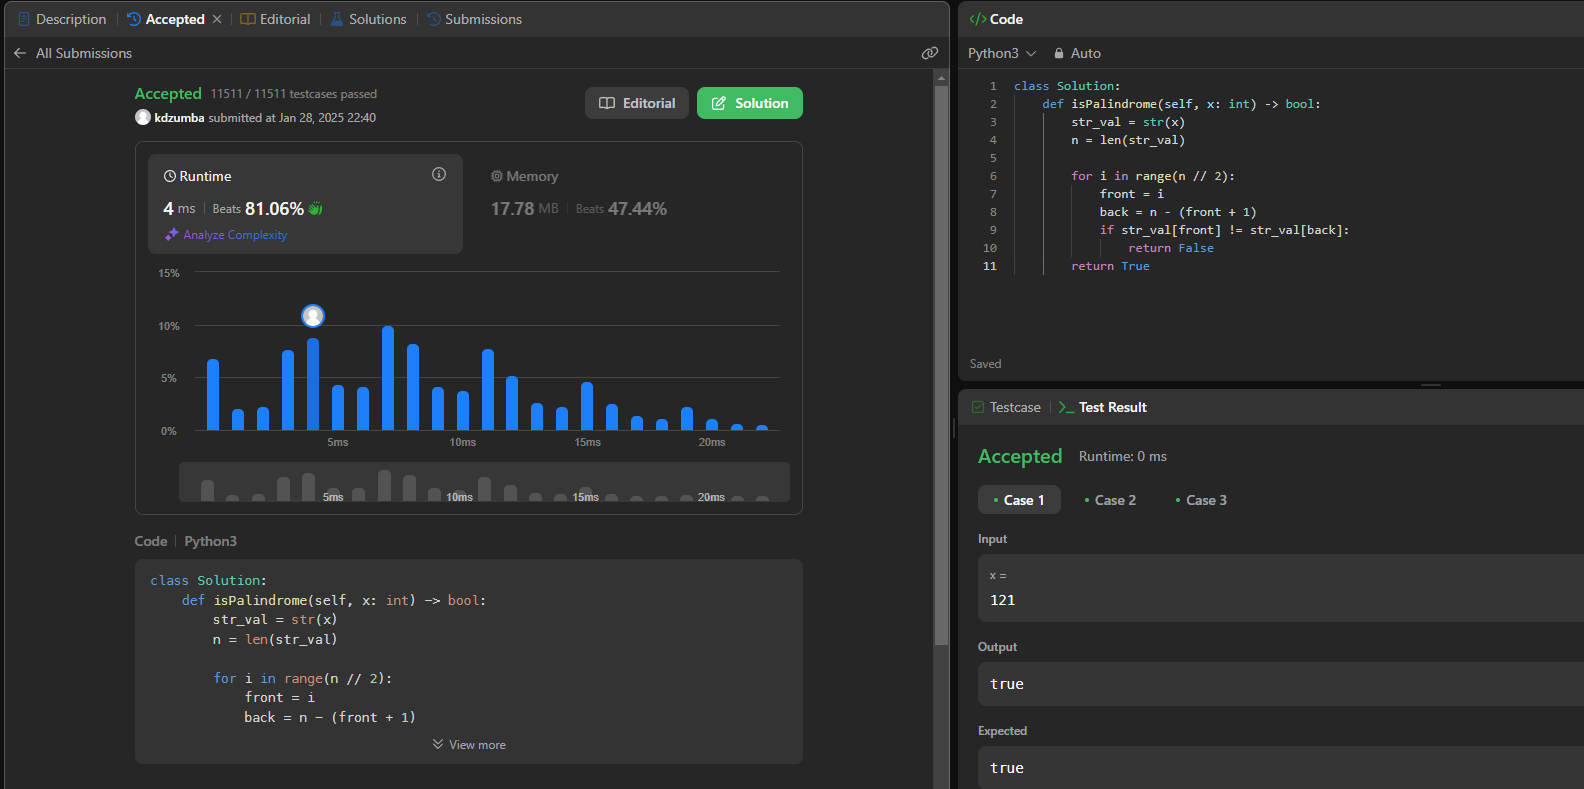 Description | Accepted × | Editorial | Solutions | Submissions
← All Submissions
Accepted 11511 / 11511 testcases passed
kdzumba submitted at Jan 28, 2025 22:40
Editorial
Solution
Runtime
4 ms | Beats 81.06%
Analyze Complexity
Memory
17.78 MB | Beats 47.44%
15%
10%
5%
0%
5ms 10ms 15ms 20ms
5ms 10ms 15ms 20ms
Code | Python3
class Solution:
    def isPalindrome(self, x: int) -> bool:
        str_val = str(x)
        n = len(str_val)

        for i in range(n // 2):
            front = i
            back = n - (front + 1)
View more
</> Code
Python3 Auto
1 class Solution:
2     def isPalindrome(self, x: int) -> bool:
3         str_val = str(x)
4         n = len(str_val)
5
6         for i in range(n // 2):
7             front = i
8             back = n - (front + 1)
9             if str_val[front] != str_val[back]:
10                 return False
11         return True
Saved
Testcase | >_ Test Result
Accepted Runtime: 0 ms
• Case 1 • Case 2 • Case 3
Input
x =
121
Output
true
Expected
true